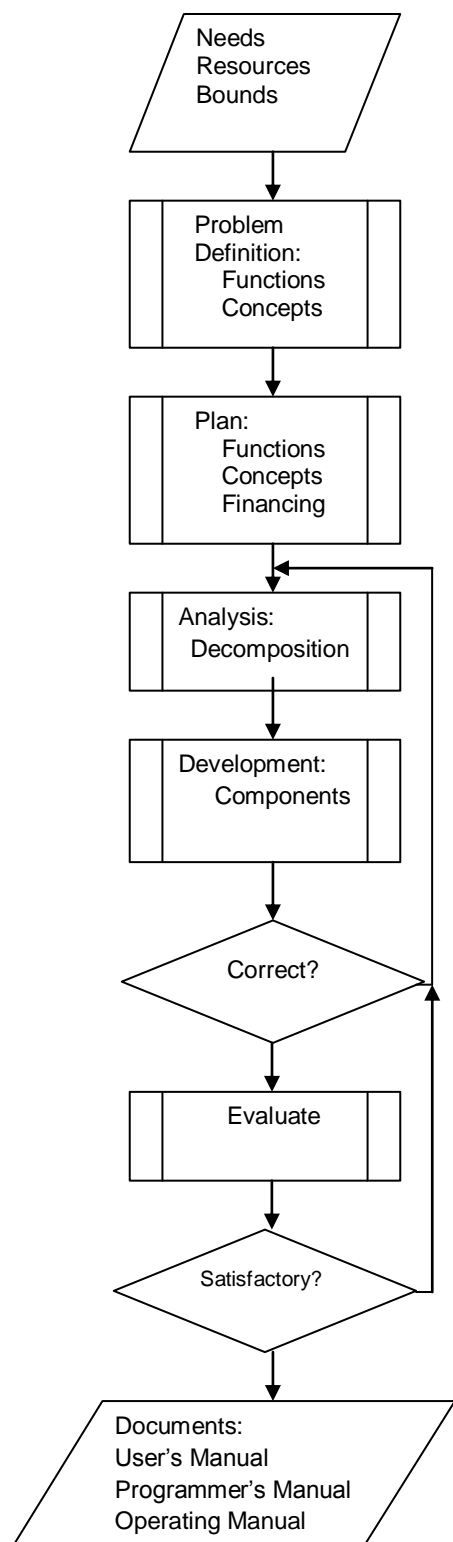 Needs
Resources
Bounds
Problem
Definition:
Functions
Concepts
Plan:
Functions
Concepts
Financing
Analysis:
Decomposition
Development:
Components
Correct?
Evaluate
Satisfactory?
Documents:
User's Manual
Programmer's Manual
Operating Manual